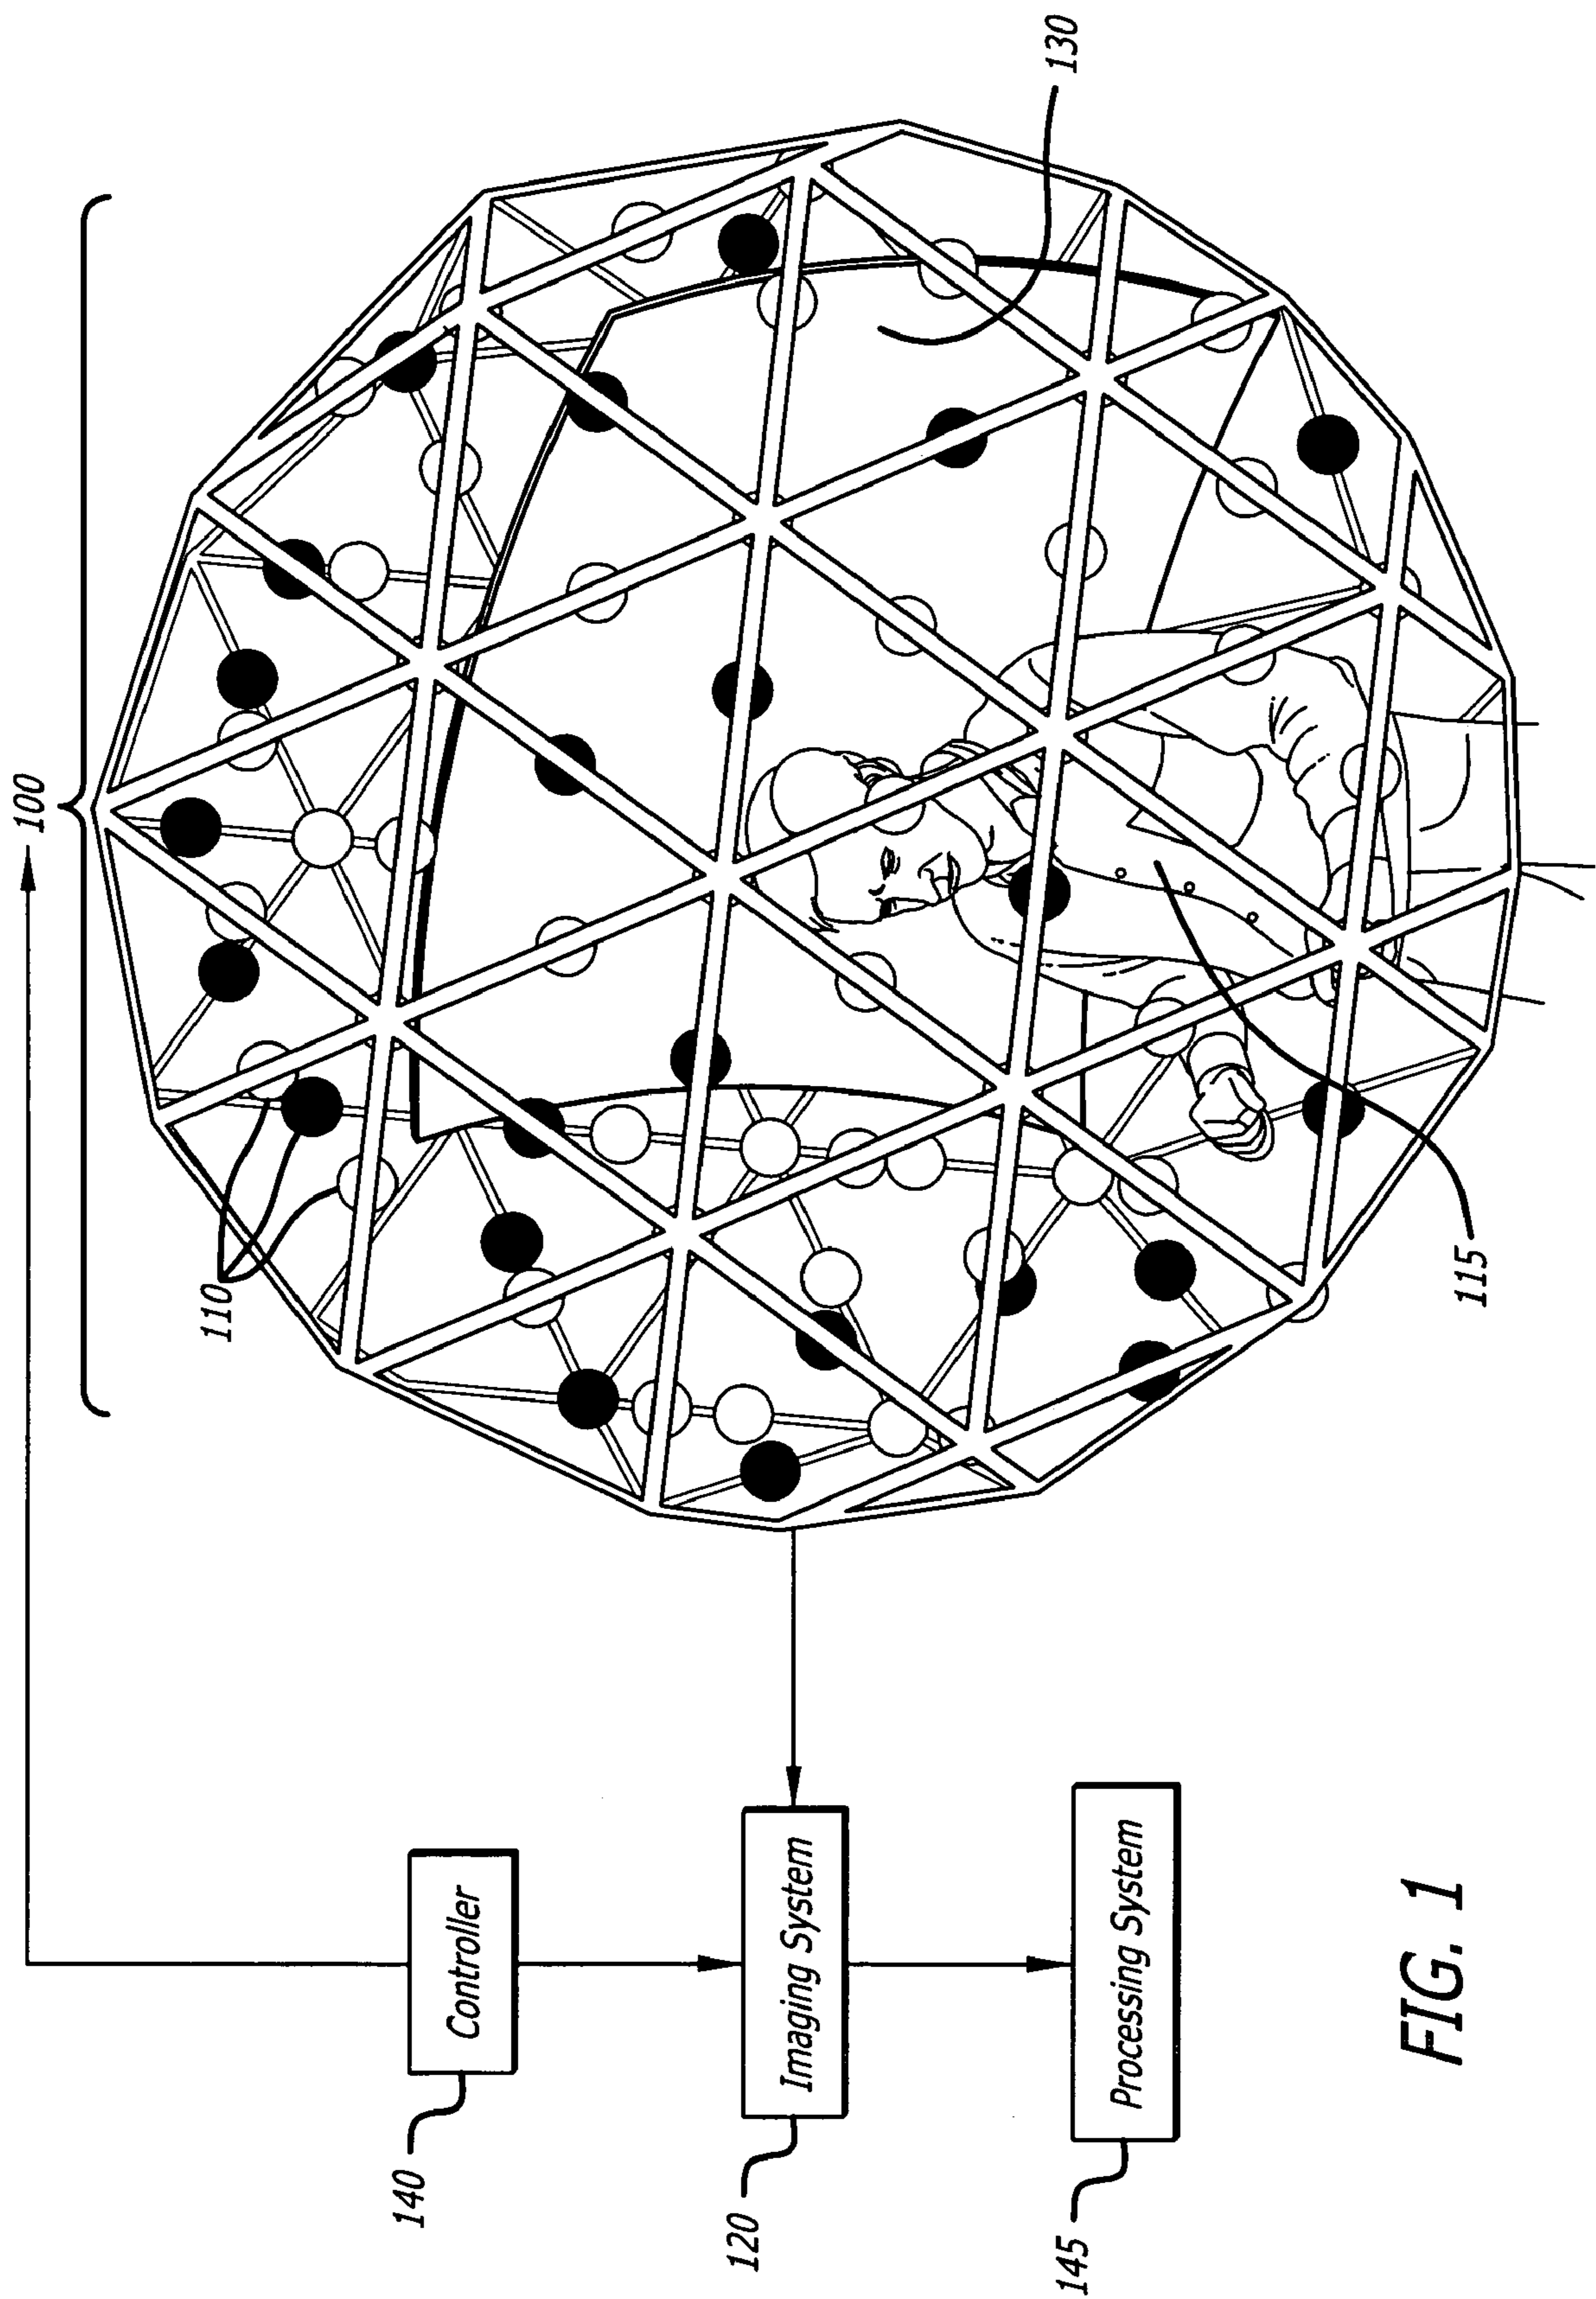 100
130
110
115
Controller
140
Imaging System
120
Processing System
145
FIG. 1